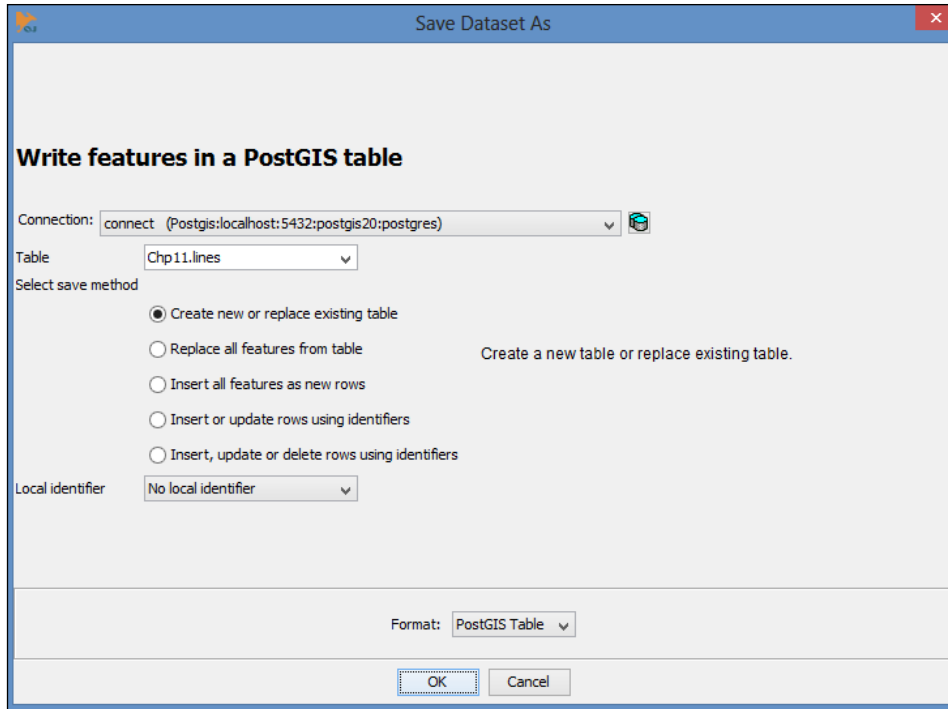 Save Dataset As
Write features in a PostGIS table
Connection: connect (Postgis:localhost:5432:postgis20:postgres)
Table Chp11.lines
Select save method
Create new or replace existing table
Replace all features from table
Create a new table or replace existing table.
Insert all features as new rows
Insert or update rows using identifiers
Insert, update or delete rows using identifiers
Local identifier No local identifier
Format: PostGIS Table
OK Cancel